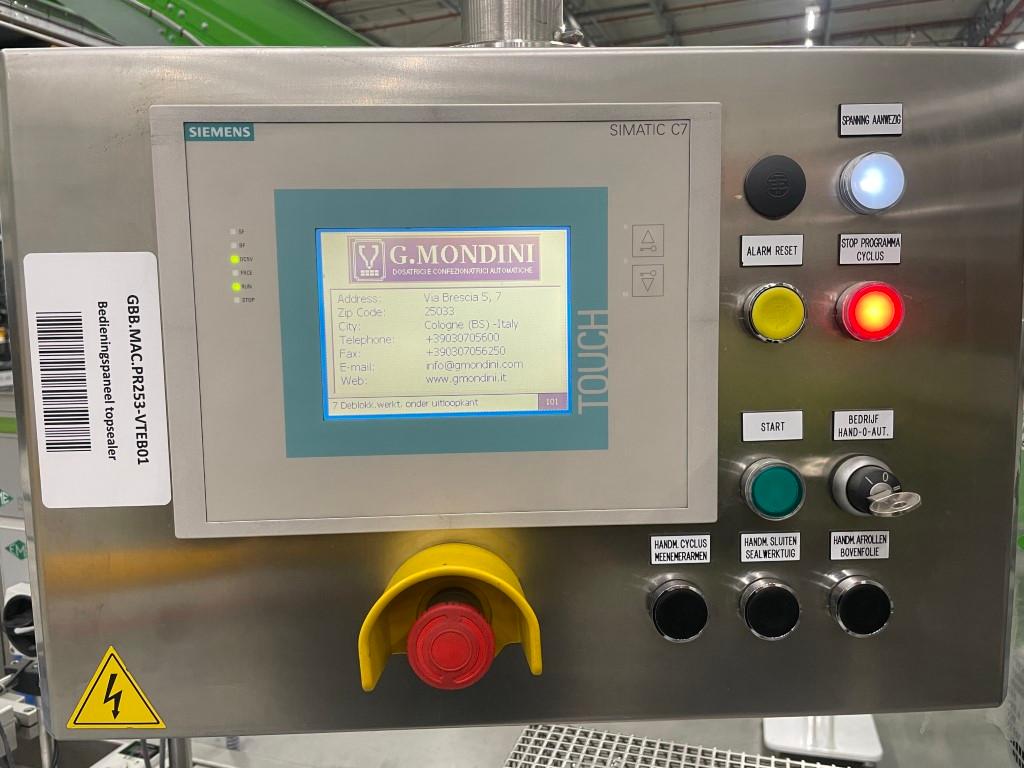 SIEMENS
SIMATIC C7
SPANNING AANWEZIG
ALARM RESET
STOP PROGRAMMA
CYCLUS
SF
BF
DC5V
FRCE
RUN
STOP
G.MONDINI
DOSATRICI E CONFEZIONATRICI AUTOMATICHE
Address: Via Brescia 5, 7
Zip Code: 25033
City: Cologne (BS) -Italy
Telephone: +39030705600
Fax: +390307056250
E-mail: info@gmondini.com
Web: www.gmondini.it
7 Deblokk.werkt. onder uitloopkant 101
TOUCH
GBB.MAC.PR253-VTEB01
Bedieningspaneel topsealer
START
BEDRIJF
HAND-O-AUT.
I O
HANDM. CYCLUS
MEENEMERARMEN
HANDM. SLUITEN
SEALWERKTUIG
HANDM. AFROLLEN
BOVENFOLIE